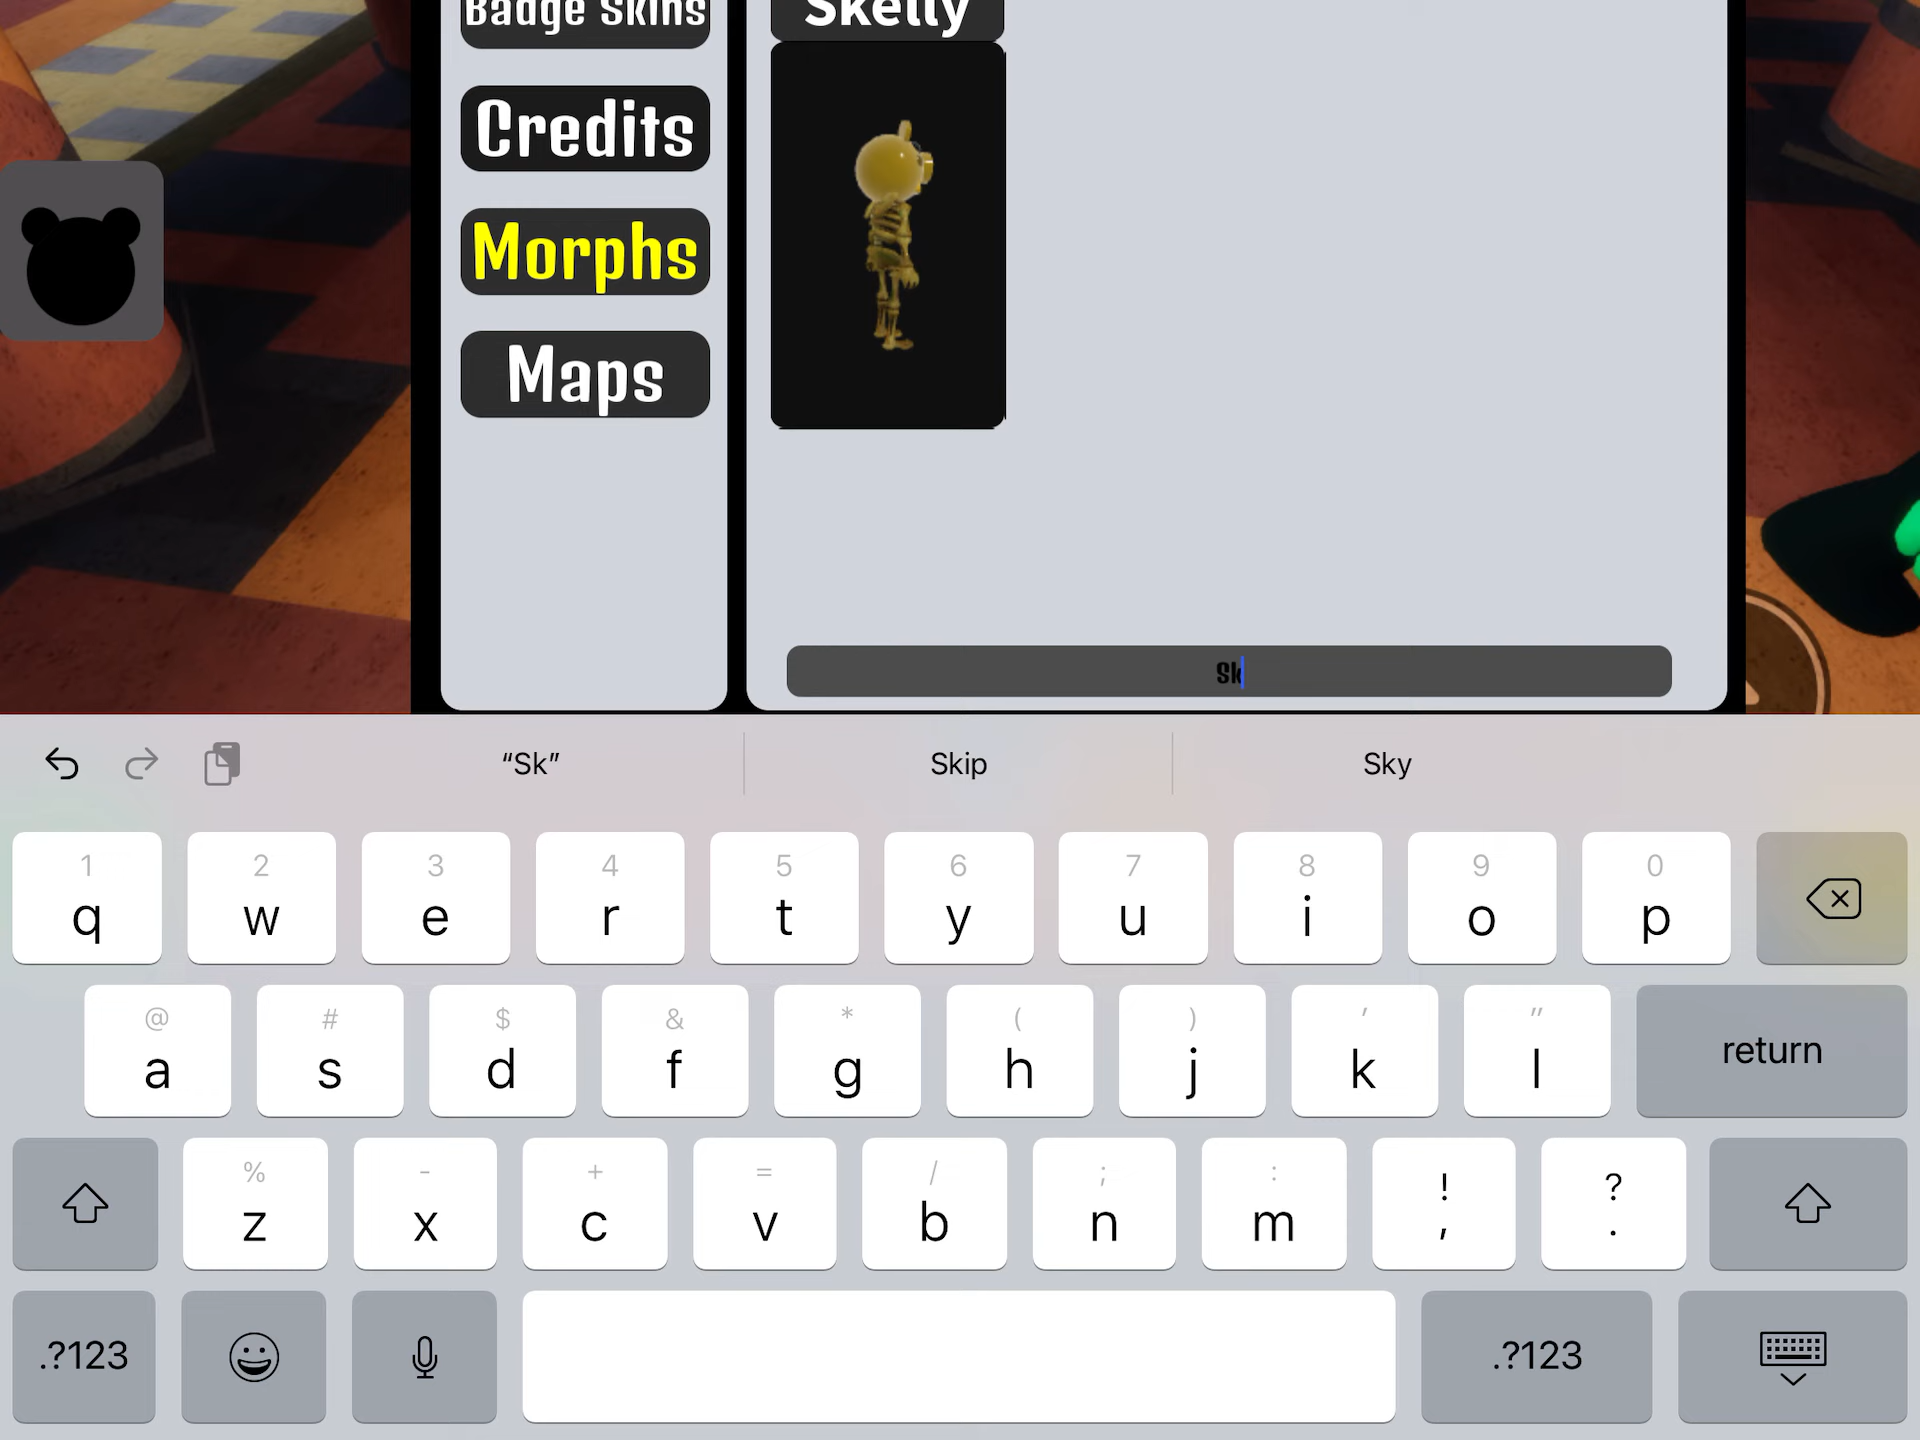 Badge Skins
Credits
Morphs
Maps
Skelly
Sk
“Sk” Skip Sky
1 2 3 4 5 6 7 8 9 0
q w e r t y u i o p
@ # $ & * ( ) ' "
a s d f g h j k l return
% - + = / ; : ! ?
z x c v b n m , .
.?123 .?123